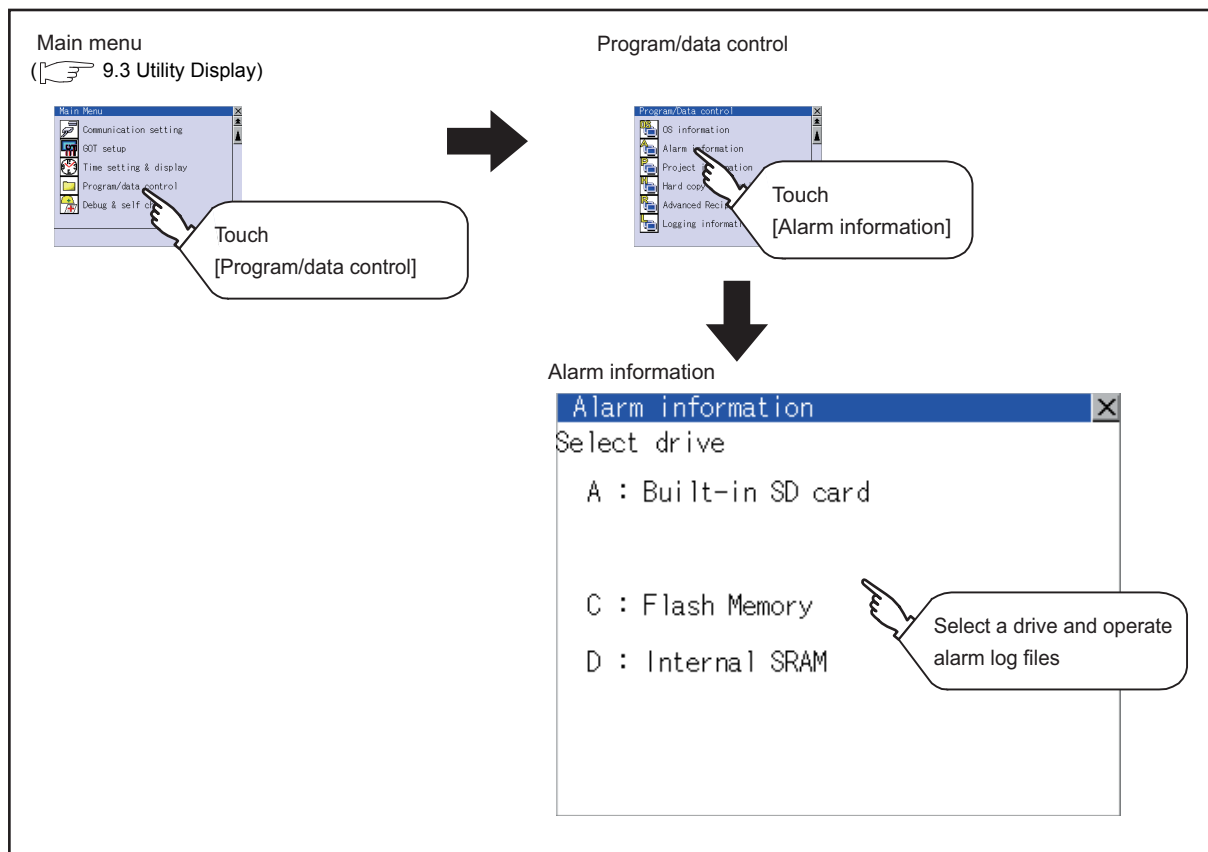 Main menu
( 9.3 Utility Display)
Main Menu
Communication setting
GOT setup
Time setting & display
Program/data control
Debug & self
Touch
[Program/data control]
Program/data control
Program/Data control
OS information
Alarm information
Project
Hard copy
Advanced
Logging
Touch
[Alarm information]
Alarm information
Alarm information
Select drive
A : Built-in SD card
C : Flash Memory
D : Internal SRAM
Select a drive and operate
alarm log files